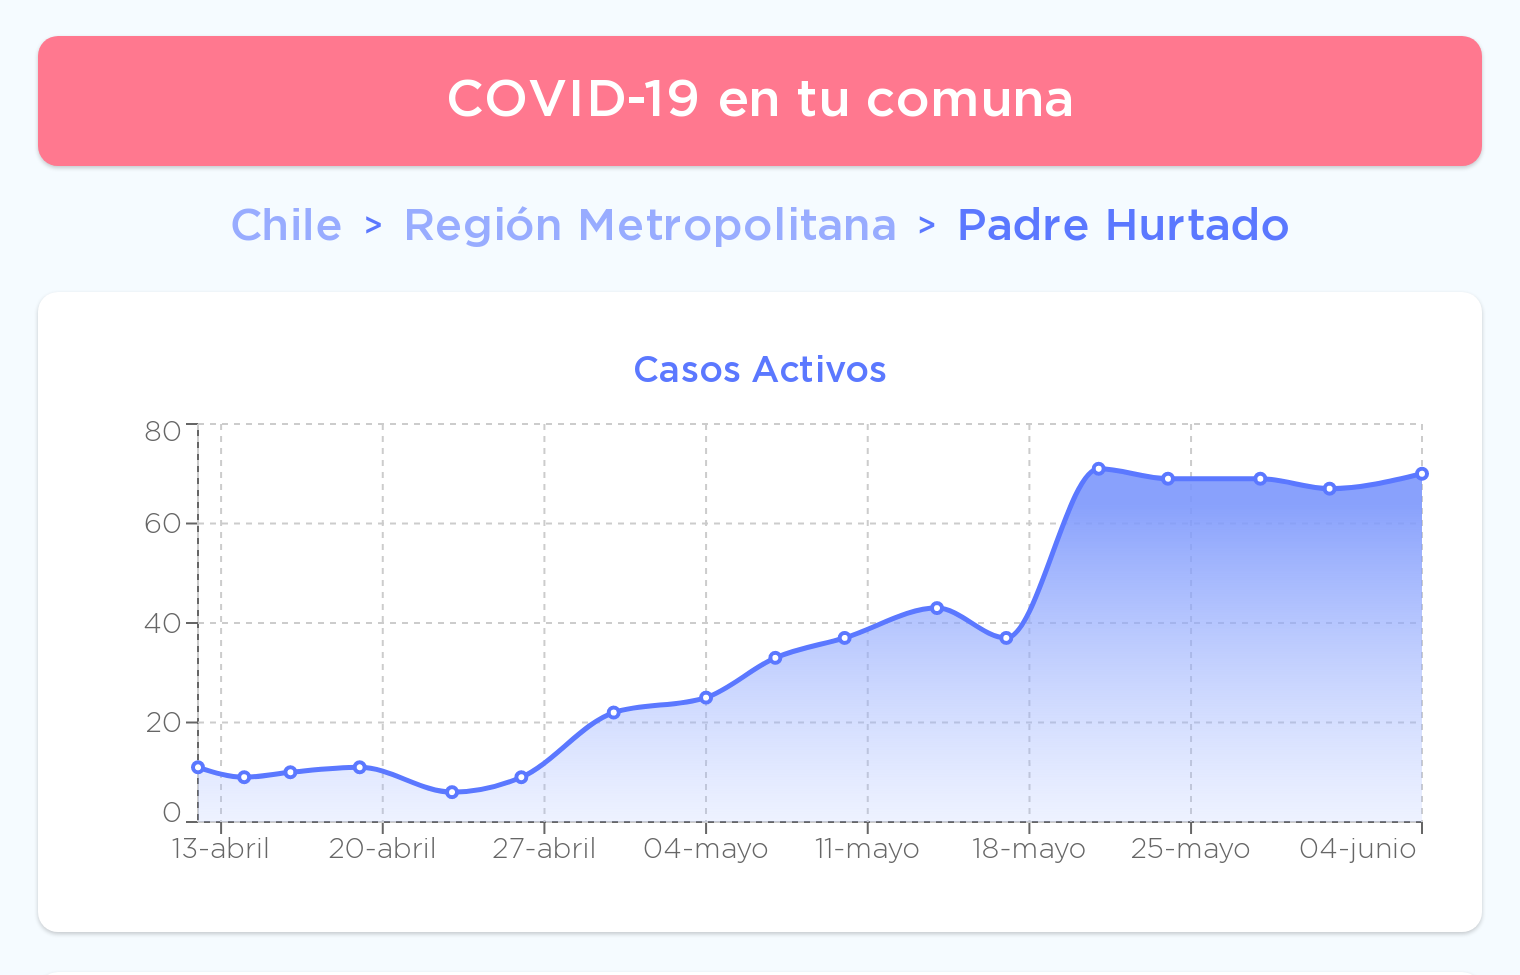 COVID-19 en tu comuna
Chile > Región Metropolitana > Padre Hurtado
Casos Activos
80
60
40
20
0
13-abril 20-abril 27-abril 04-mayo 11-mayo 18-mayo 25-mayo 04-junio